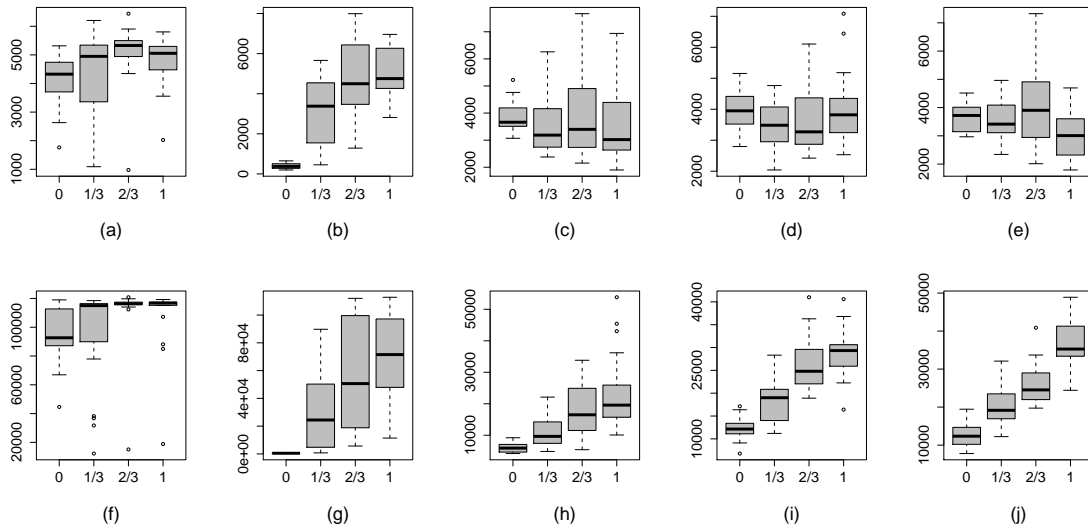 1000 3000 5000
0 1/3 2/3 1
(a)
0 2000 6000
0 1/3 2/3 1
(b)
2000 4000 6000
0 1/3 2/3 1
(c)
2000 4000 6000
0 1/3 2/3 1
(d)
2000 4000 6000
0 1/3 2/3 1
(e)
20000 60000 100000
0 1/3 2/3 1
(f)
0e+00 4e+04 8e+04
0 1/3 2/3 1
(g)
10000 30000 50000
0 1/3 2/3 1
(h)
10000 25000 40000
0 1/3 2/3 1
(i)
10000 20000 30000 40000 50000
0 1/3 2/3 1
(j)